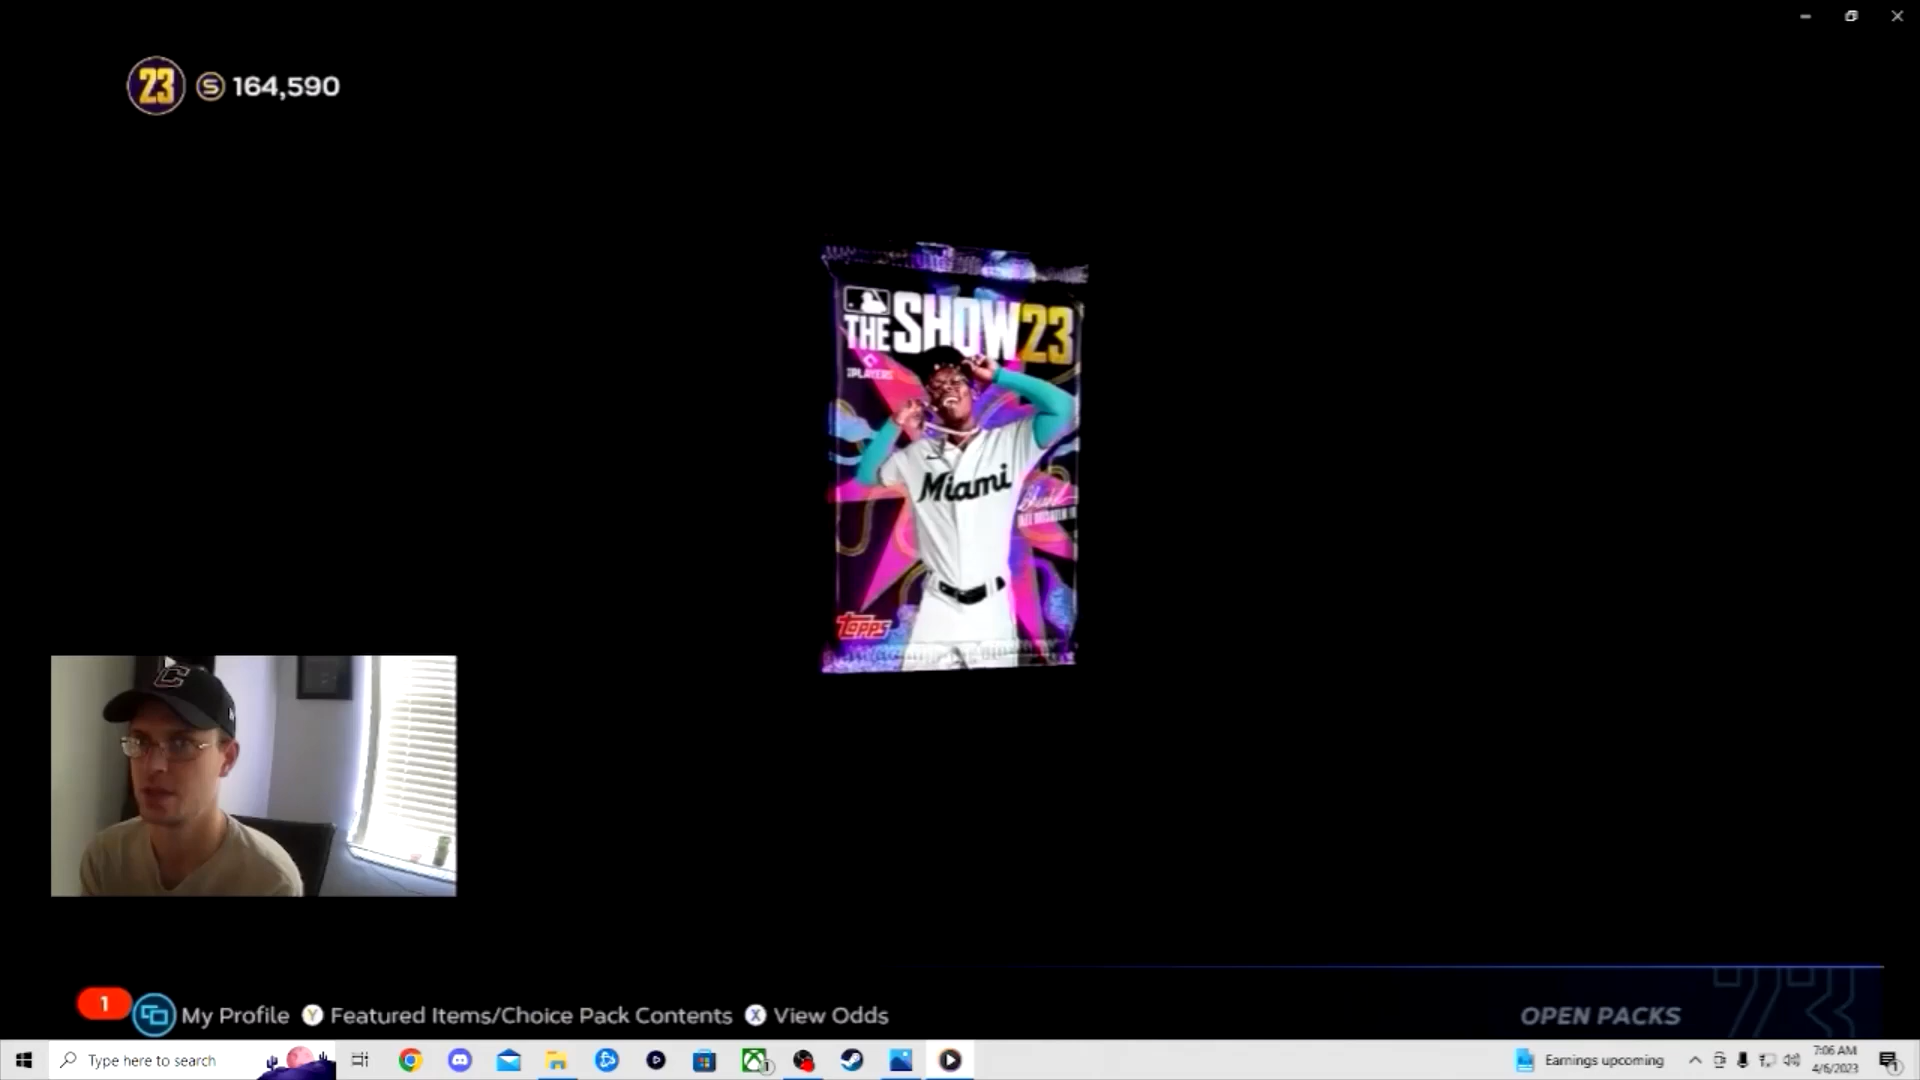 23 S 164,590
THE SHOW 23
Miami
Topps
C
1 My Profile Y Featured Items/Choice Pack Contents X View Odds
OPEN PACKS
23
Type here to search
Earnings upcoming
7:06 AM
4/6/2023